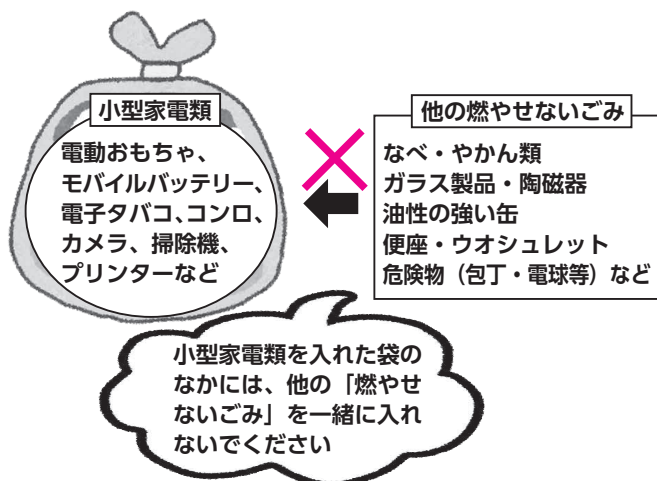 小型家電類
電動おもちゃ、
モバイルバッテリー、
電子タバコ、コンロ、
カメラ、掃除機、
プリンターなど
他の燃やせないごみ
なべ・やかん類
ガラス製品・陶磁器
油性の強い缶
便座・ウオシュレット
危険物（包丁・電球等）など
小型家電類を入れた袋の
なかには、他の「燃やせ
ないごみ」を一緒に入れ
ないでください